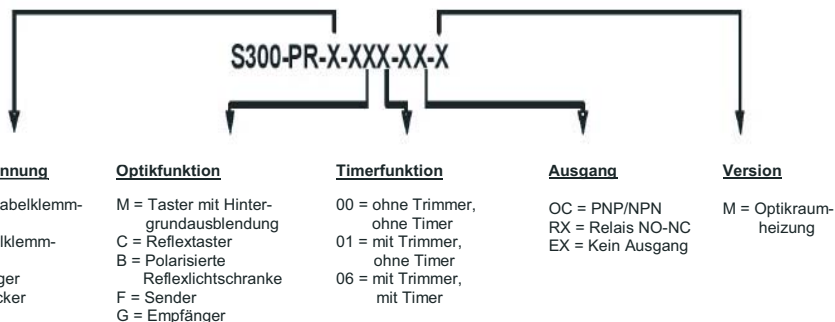 S300-PR-X-XXX-XX-X
nnung
abelklemm-
lklemm-
ger
cker
Optikfunktion
M = Taster mit Hinter-
grundausblendung
C = Reflextaster
B = Polarisierte
Reflexlichtschranke
F = Sender
G = Empfänger
Timerfunktion
00 = ohne Trimmer,
ohne Timer
01 = mit Trimmer,
ohne Timer
06 = mit Trimmer,
mit Timer
Ausgang
OC = PNP/NPN
RX = Relais NO-NC
EX = Kein Ausgang
Version
M = Optikraum-
heizung